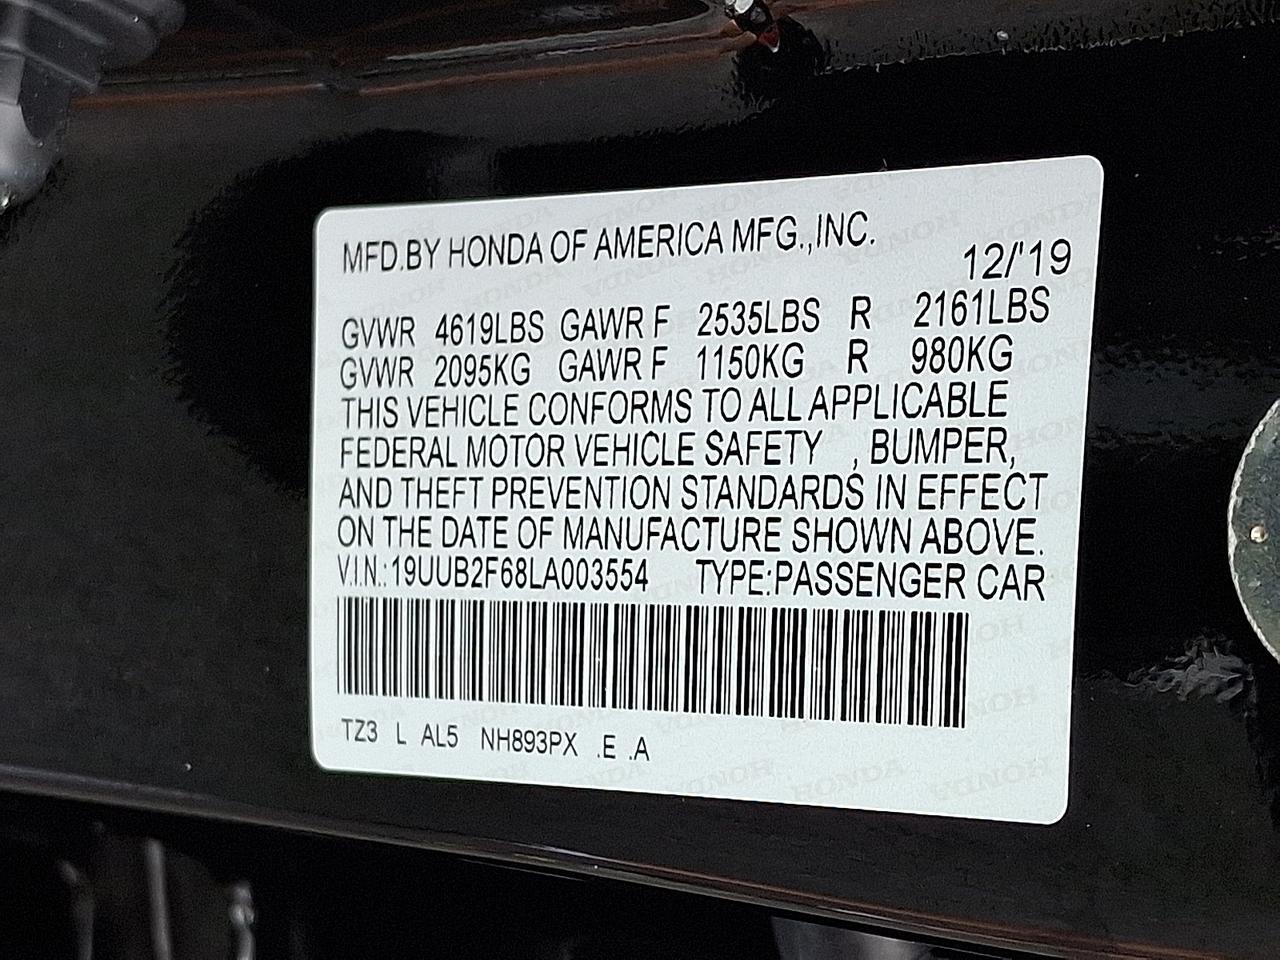 MFD.BY HONDA OF AMERICA MFG.,INC.
12/'19
GVWR 4619LBS GAWR F 2535LBS R 2161LBS
GVWR 2095KG GAWR F 1150KG R 980KG
THIS VEHICLE CONFORMS TO ALL APPLICABLE
FEDERAL MOTOR VEHICLE SAFETY , BUMPER,
AND THEFT PREVENTION STANDARDS IN EFFECT
ON THE DATE OF MANUFACTURE SHOWN ABOVE.
V.I.N.:19UUB2F68LA003554 TYPE:PASSENGER CAR
TZ3 L AL5 NH893PX .E .A